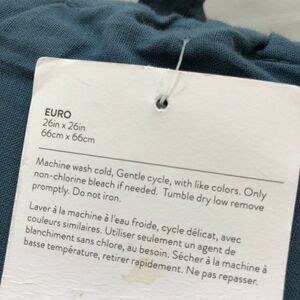 EURO
26in x 26in
66cm x 66cm
Machine wash cold, Gentle cycle, with like colors. Only
non-chlorine bleach if needed. Tumble dry low remove
promptly. Do not iron.
Laver à la machine à l'eau froide, cycle délicat, avec
couleurs similaires. Utiliser seulement un agent de
blanchiment sans chlore, au besoin. Sécher à la machine à
basse température, retirer rapidement. Ne pas repasser.